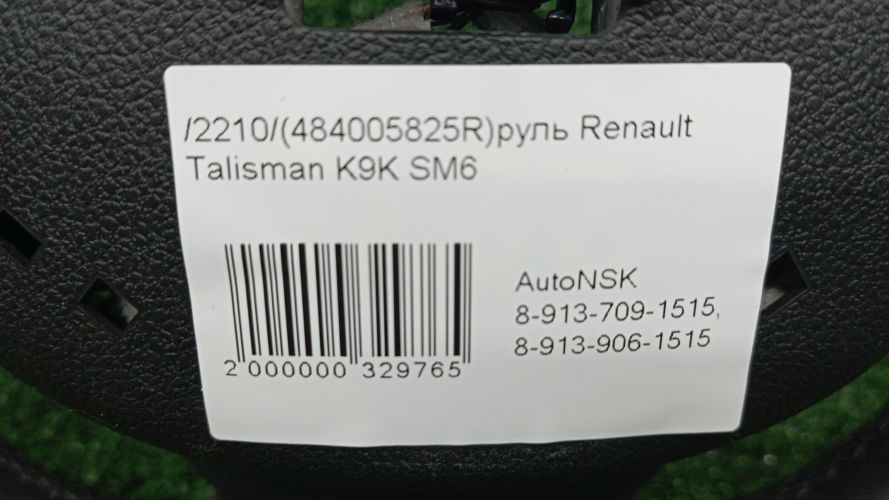 /2210/(484005825R)руль Renault
Talisman K9K SM6
AutoNSK
8-913-709-1515,
8-913-906-1515
2 000000 329765